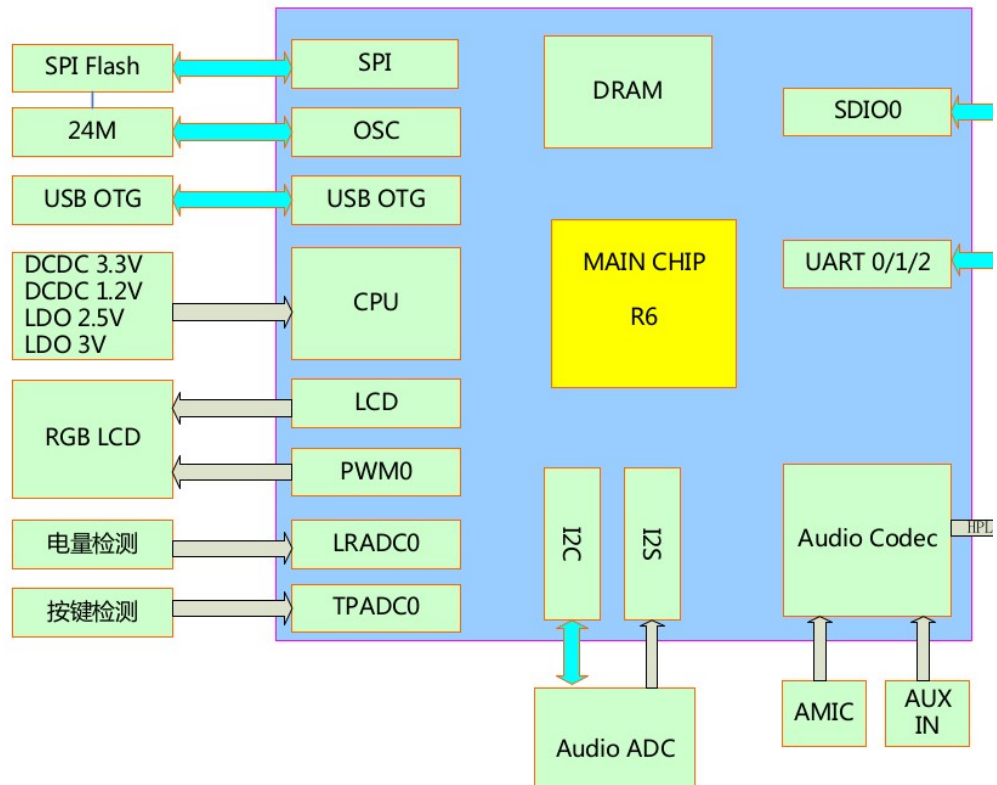 SPI Flash
SPI
DRAM
SDIO0
24M
OSC
USB OTG
USB OTG
DCDC 3.3V
DCDC 1.2V
LDO 2.5V
LDO 3V
CPU
MAIN CHIP
R6
UART 0/1/2
RGB LCD
LCD
PWM0
电量检测
LRADC0
按键检测
TPADC0
I2C
I2S
Audio Codec
HPL
Audio ADC
AMIC
AUX
IN